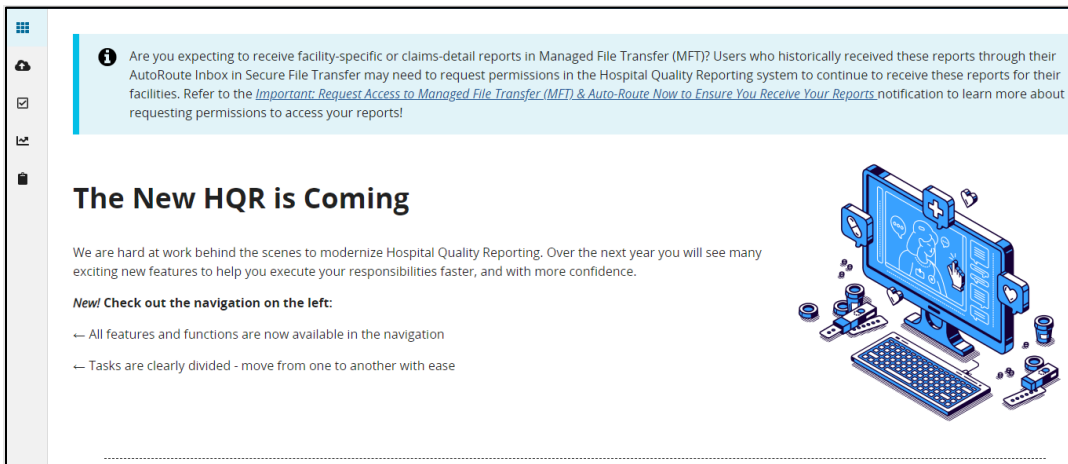 Are you expecting to receive facility-specific or claims-detail reports in Managed File Transfer (MFT)? Users who historically received these reports through their
AutoRoute Inbox in Secure File Transfer may need to request permissions in the Hospital Quality Reporting system to continue to receive these reports for their
facilities. Refer to the Important: Request Access to Managed File Transfer (MFT) & Auto-Route Now to Ensure You Receive Your Reports notification to learn more about
requesting permissions to access your reports!
The New HQR is Coming
We are hard at work behind the scenes to modernize Hospital Quality Reporting. Over the next year you will see many
exciting new features to help you execute your responsibilities faster, and with more confidence.
New! Check out the navigation on the left:
← All features and functions are now available in the navigation
← Tasks are clearly divided - move from one to another with ease